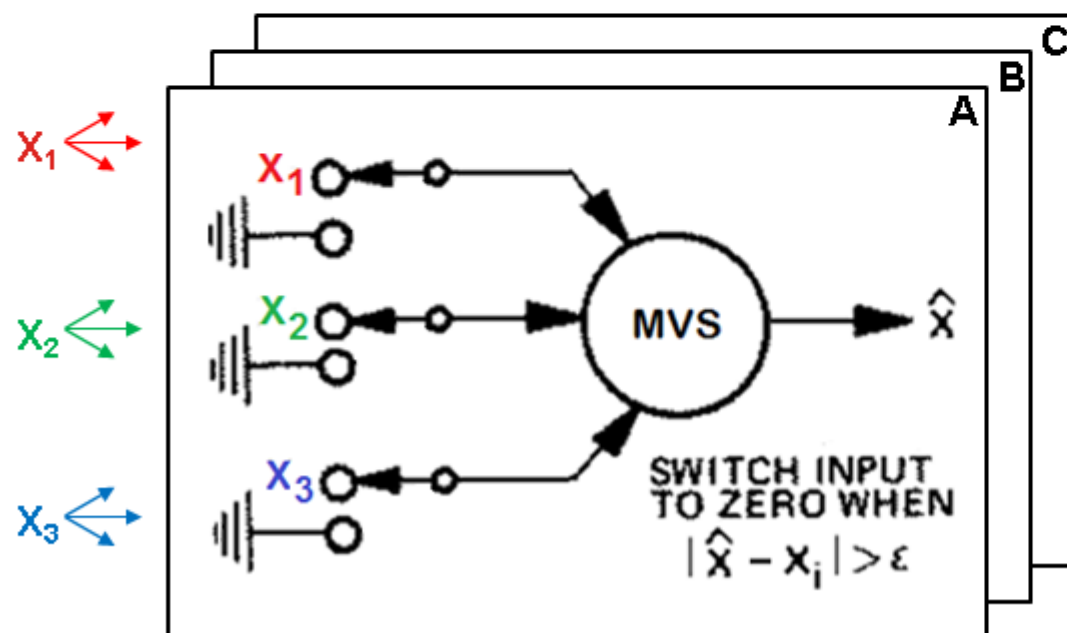 C
B
A
X₁
X₁
X₂
X₂
MVS
x̂
X₃
X₃
SWITCH INPUT
TO ZERO WHEN
|x̂ - xᵢ| > ε